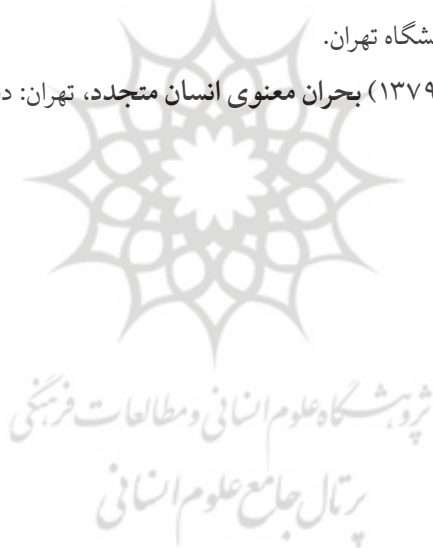 شگاه تهران.
۱۳۷۹) بحران معنوی انسان متجدد، تهران: د
پژوهشگاه علوم انسانی و مطالعات فرهنگی
پرتال جامع علوم انسانی